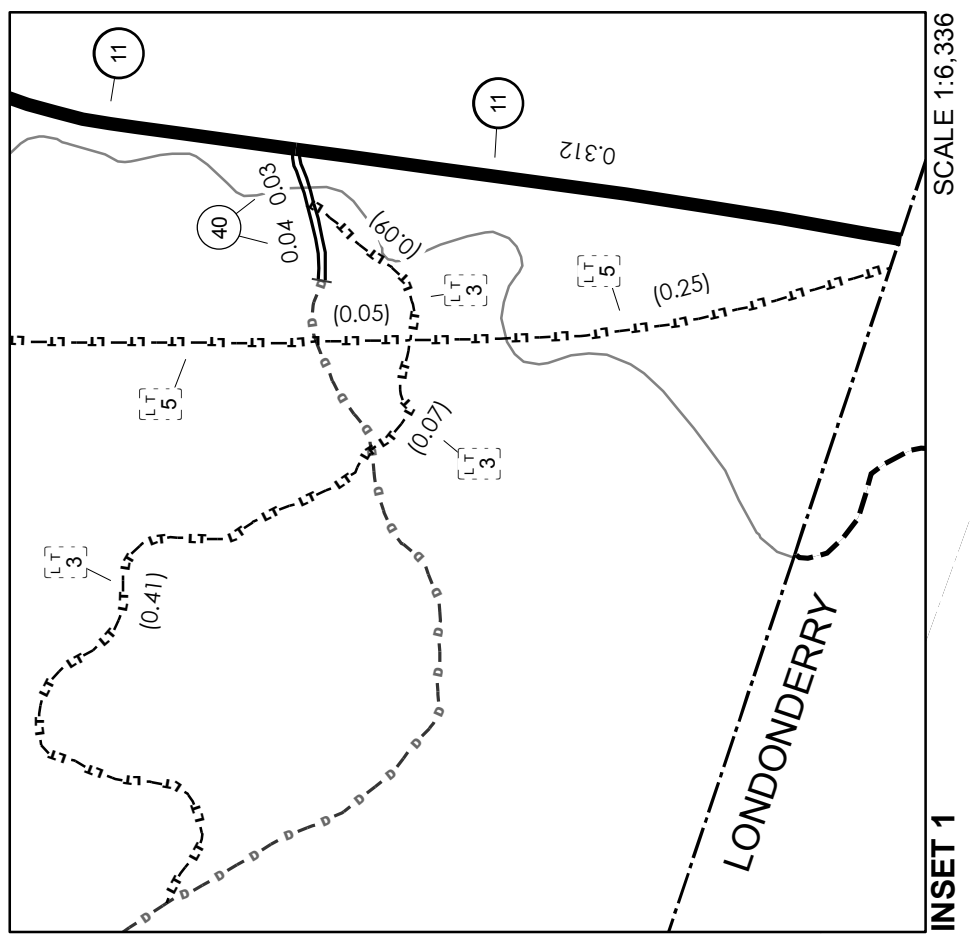 11
11
0.312
0.03
40
0.04
(0.09)
LT
3
LT
5
(0.25)
(0.05)
LT
5
(0.07)
LT
3
LT
3
(0.41)
LONDONDERRY
INSET 1
SCALE 1:6,336